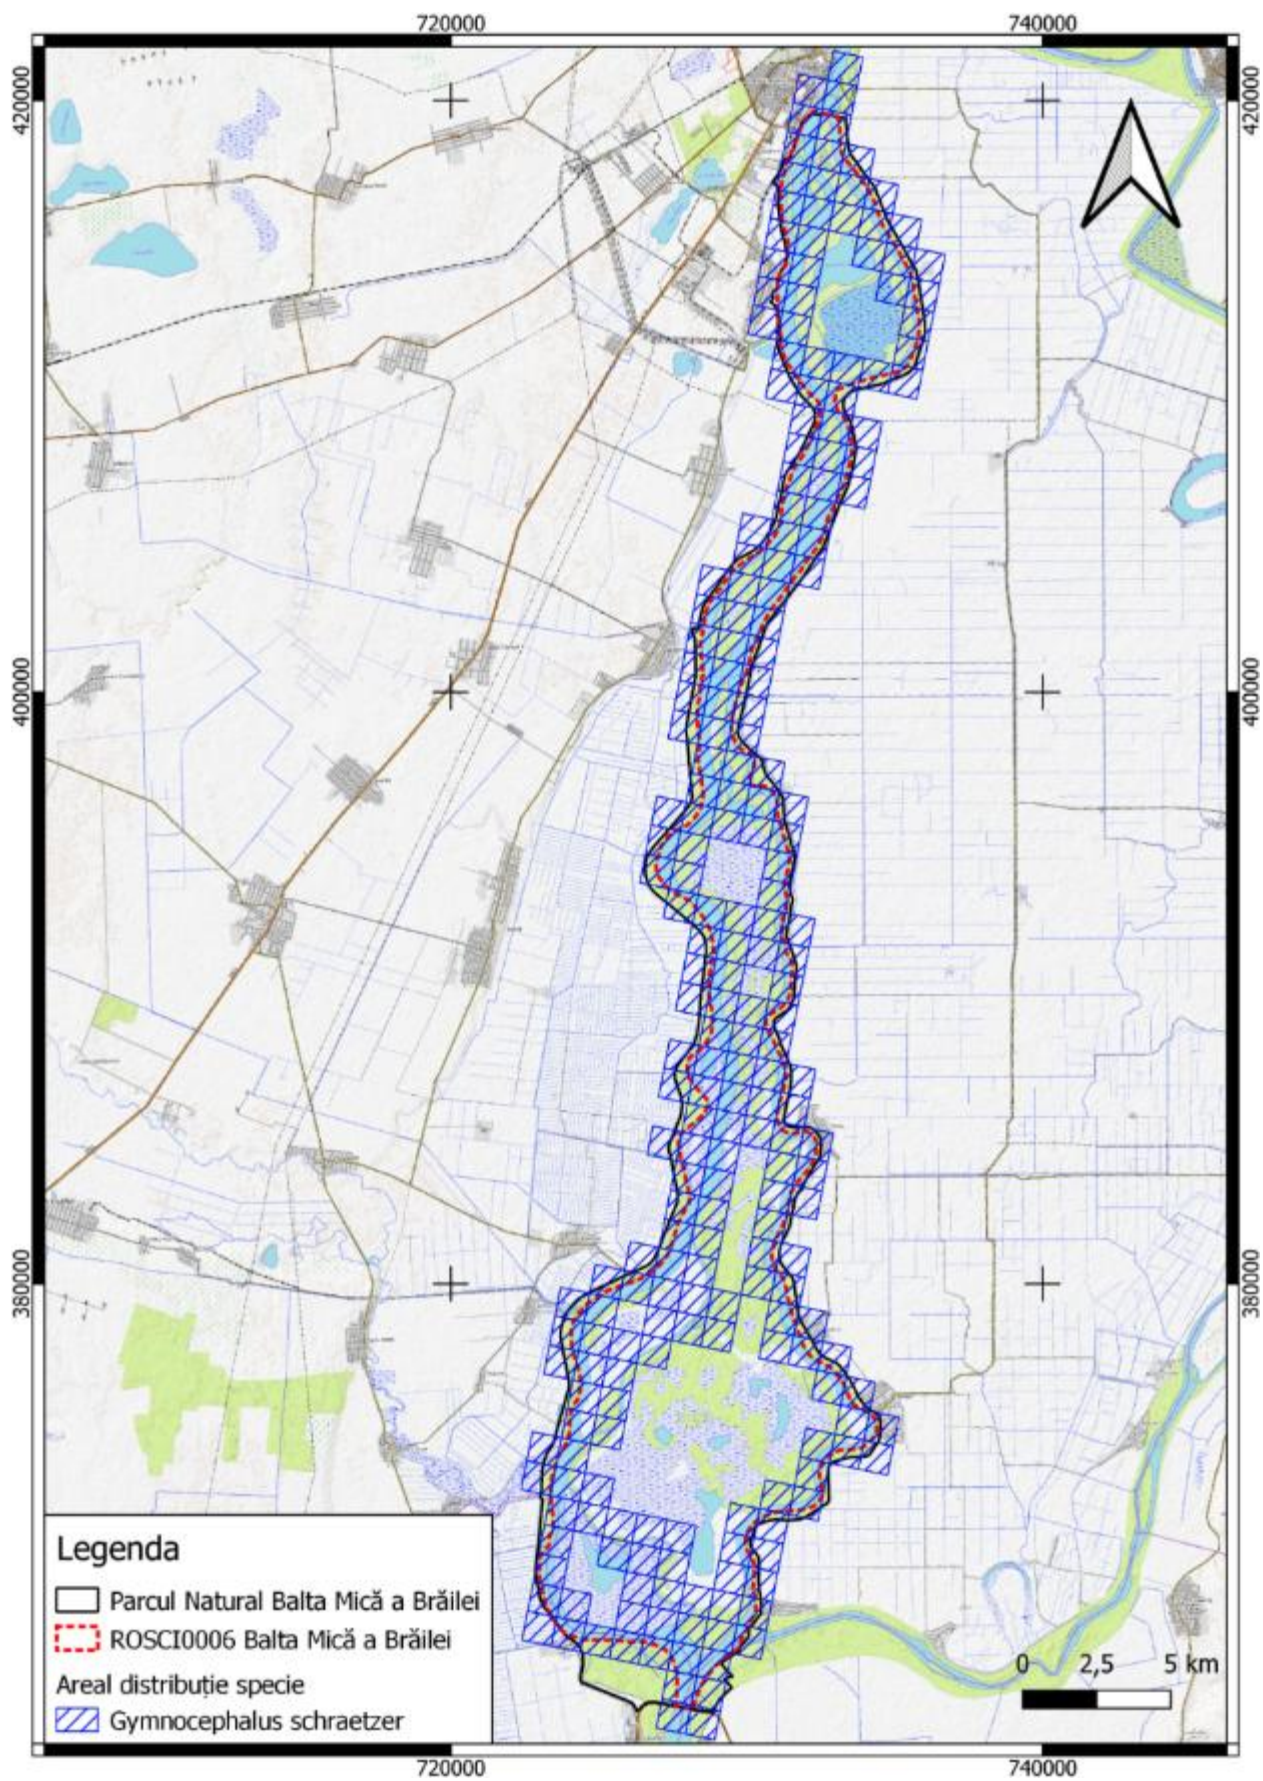 720000
740000
420000
420000
400000
400000
380000
380000
Legenda
Parcul Natural Balta Mică a Brăilei
ROSCI0006 Balta Mică a Brăilei
Areal distribuție specie
Gymnocephalus schraetzer
0 2,5 5 km
720000
740000